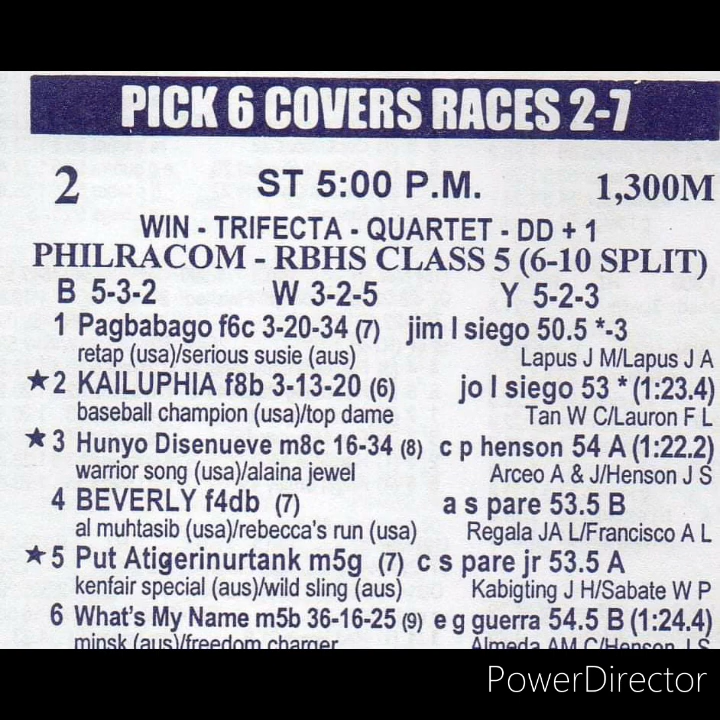 PICK 6 COVERS RACES 2-7
2 ST 5:00 P.M. 1,300M
WIN - TRIFECTA - QUARTET - DD + 1
PHILRACOM - RBHS CLASS 5 (6-10 SPLIT)
B 5-3-2 W 3-2-5 Y 5-2-3
1 Pagbabago f6c 3-20-34 (7) jim l siego 50.5 *-3
retap (usa)/serious susie (aus) Lapus J M/Lapus J A
★2 KAILUPHIA f8b 3-13-20 (6) jo l siego 53 * (1:23.4)
baseball champion (usa)/top dame Tan W C/Lauron F L
★3 Hunyo Disenueve m8c 16-34 (8) c p henson 54 A (1:22.2)
warrior song (usa)/alaina jewel Arceo A & J/Henson J S
4 BEVERLY f4db (7) a s pare 53.5 B
al muhtasib (usa)/rebecca's run (usa) Regala JA L/Francisco A L
★5 Put Atigerinurtank m5g (7) c s pare jr 53.5 A
kenfair special (aus)/wild sling (aus) Kabigting J H/Sabate W P
6 What's My Name m5b 36-16-25 (9) e g guerra 54.5 B (1:24.4)
minsk (aus)/freedom charger Almeda AM C/Henson J S
PowerDirector